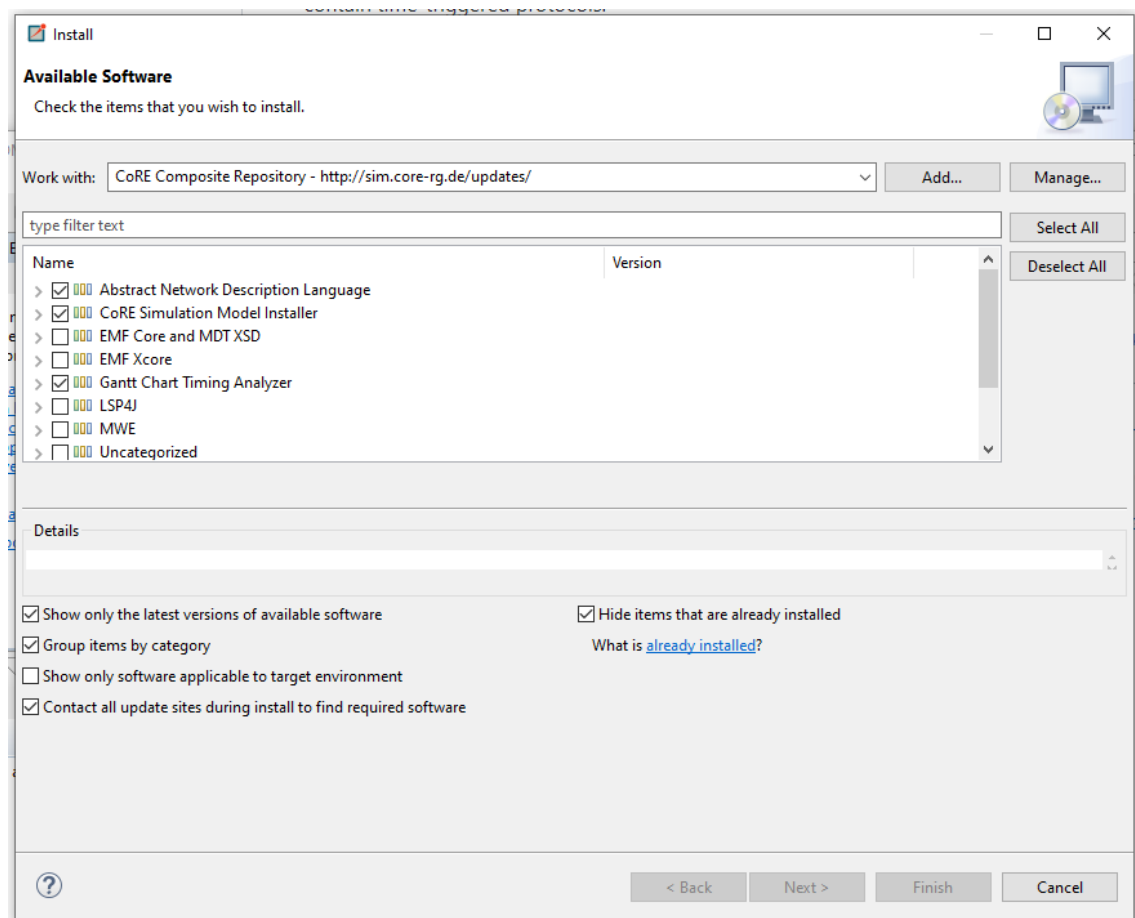 contain time-triggered protocols.
Install
Available Software
Check the items that you wish to install.
Work with: CoRE Composite Repository - http://sim.core-rg.de/updates/ Add... Manage...
type filter text Select All
Name Version Deselect All
Abstract Network Description Language
CoRE Simulation Model Installer
EMF Core and MDT XSD
EMF Xcore
Gantt Chart Timing Analyzer
LSP4J
MWE
Uncategorized
Details
Show only the latest versions of available software Hide items that are already installed
Group items by category What is already installed?
Show only software applicable to target environment
Contact all update sites during install to find required software
? < Back Next > Finish Cancel